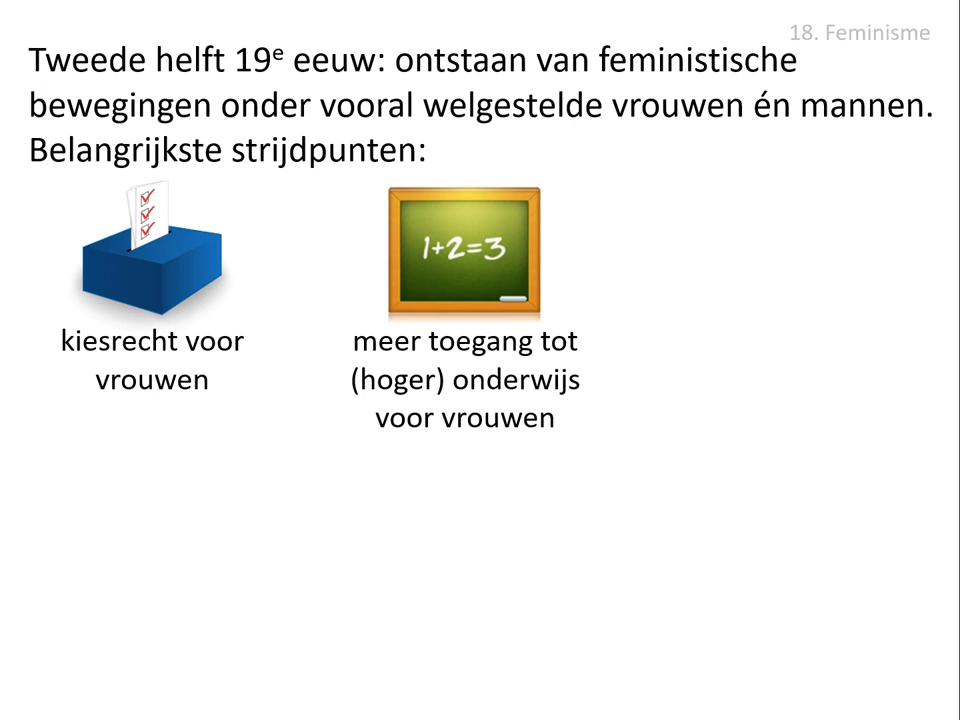 18. Feminisme
Tweede helft 19e eeuw: ontstaan van feministische
bewegingen onder vooral welgestelde vrouwen én mannen.
Belangrijkste strijdpunten:
1+2=3
kiesrecht voor
vrouwen
meer toegang tot
(hoger) onderwijs
voor vrouwen